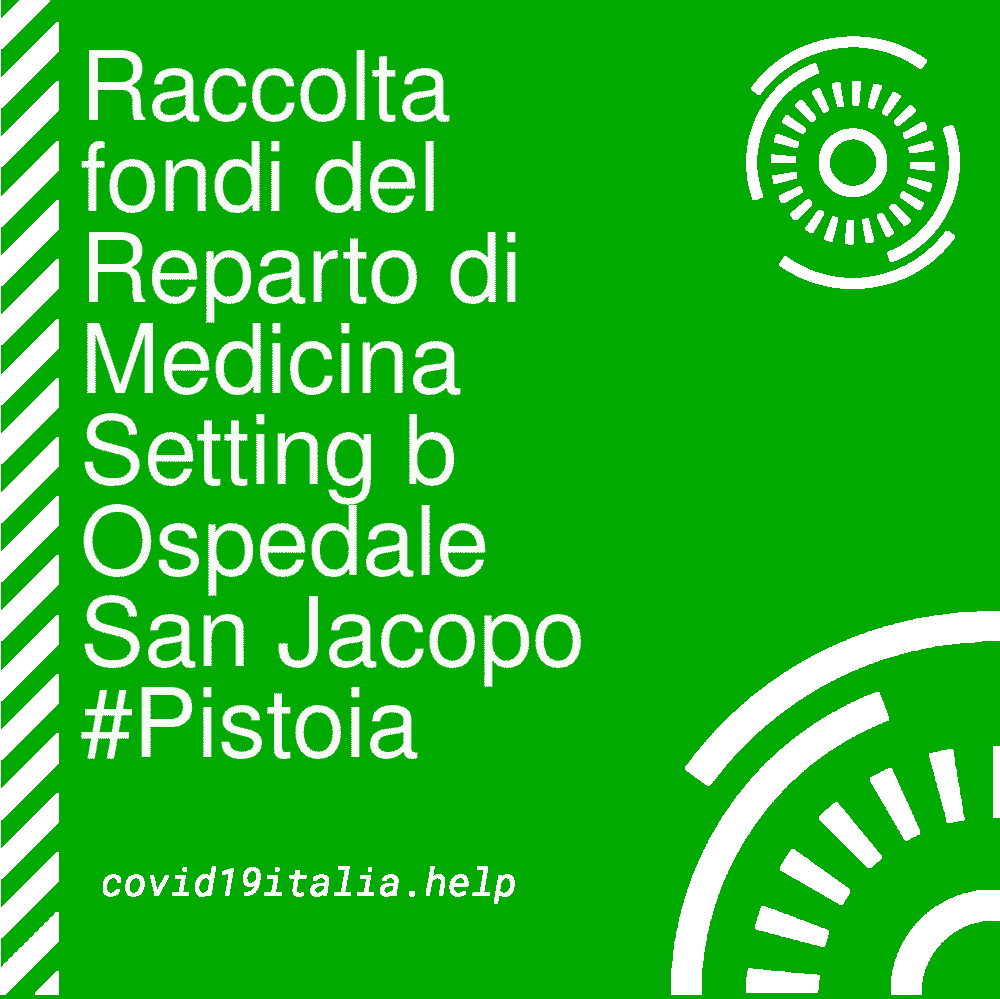 Raccolta
fondi del
Reparto di
Medicina
Setting b
Ospedale
San Jacopo
#Pistoia
covid19italia.help